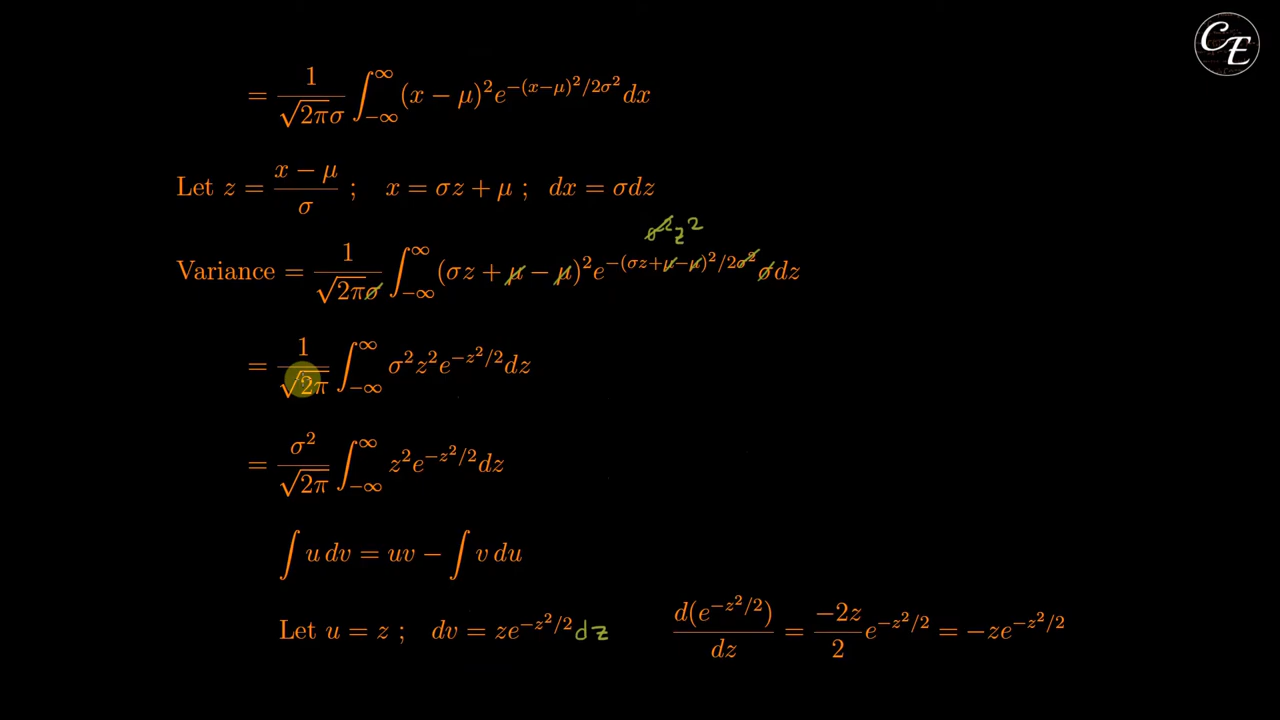 CE
= 1/√2πσ ∫_{-∞}^{∞} (x − μ)² e^{−(x−μ)²/2σ²} dx
Let z = (x − μ)/σ ; x = σz + μ ; dx = σdz
σ²z²
Variance = 1/√2πσ ∫_{-∞}^{∞} (σz + μ − μ)² e^{−(σz+μ−μ)²/2σ²} σdz
= 1/√2π ∫_{-∞}^{∞} σ²z² e^{−z²/2} dz
= σ²/√2π ∫_{-∞}^{∞} z² e^{−z²/2} dz
∫ u dv = uv − ∫ v du
Let u = z ; dv = ze^{−z²/2} dz d(e^{−z²/2})/dz = −2z/2 e^{−z²/2} = −ze^{−z²/2}